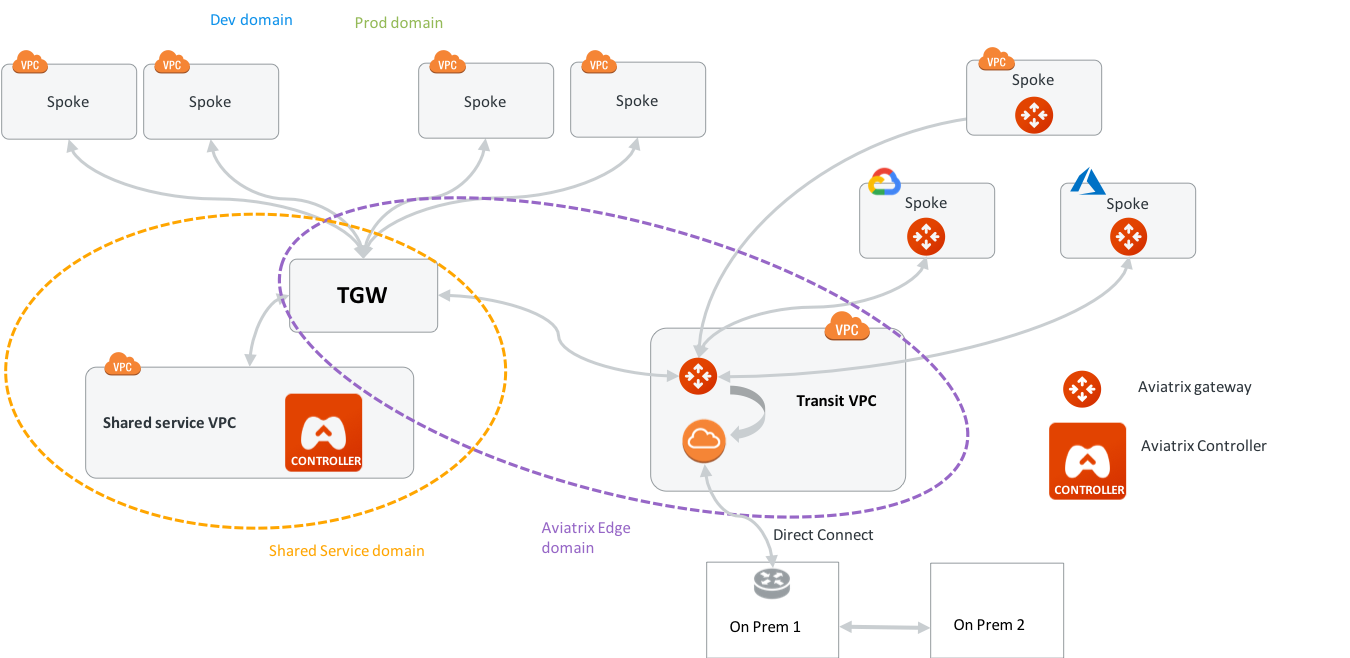 Dev domain
Prod domain
VPC
VPC
VPC
VPC
VPC
Spoke
Spoke
Spoke
Spoke
Spoke
Spoke
Spoke
TGW
VPC
VPC
Shared service VPC
CONTROLLER
Transit VPC
Aviatrix gateway
Aviatrix Controller
CONTROLLER
Shared Service domain
Aviatrix Edge
domain
Direct Connect
On Prem 1
On Prem 2